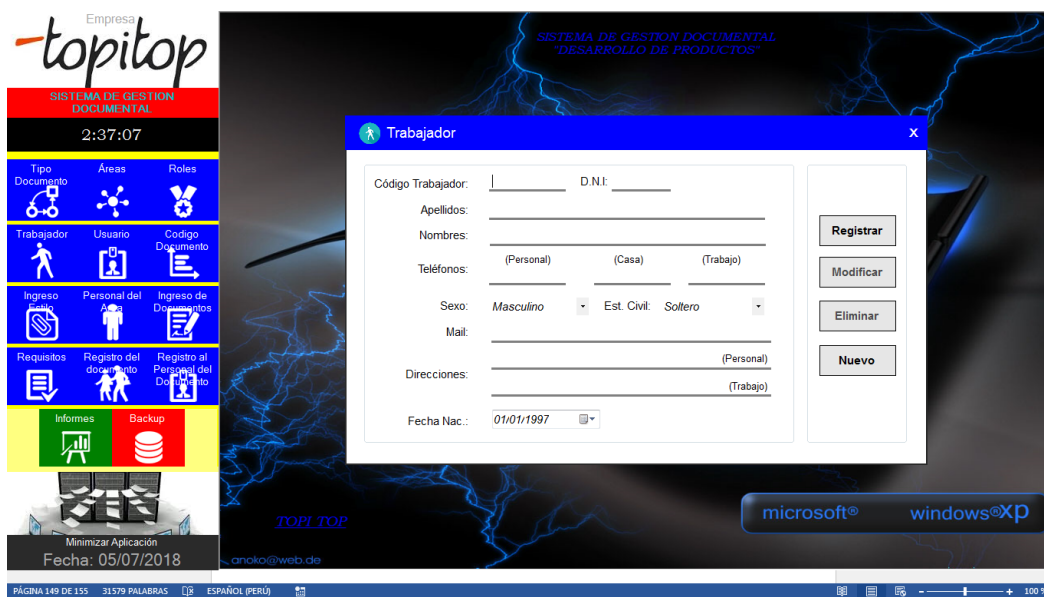 Empresa
topitop
SISTEMA DE GESTION
DOCUMENTAL
2:37:07
Tipo
Documento
Áreas
Roles
Trabajador
Usuario
Codigo
Documento
Ingreso
Estilo
Personal del
Area
Ingreso de
Documentos
Requisitos
Registro del
documento
Registro al
Personal del
Documento
Informes
Backup
Minimizar Aplicación
Fecha: 05/07/2018
SISTEMA DE GESTION DOCUMENTAL
"DESARROLLO DE PRODUCTOS"
Trabajador
x
Código Trabajador:
D.N.I:
Apellidos:
Nombres:
Teléfonos:
(Personal)
(Casa)
(Trabajo)
Sexo:
Masculino
Est. Civil:
Soltero
Mail:
Direcciones:
(Personal)
(Trabajo)
Fecha Nac.:
01/01/1997
Registrar
Modificar
Eliminar
Nuevo
TOPI TOP
anoko@web.de
microsoft®
windows®xp
PÁGINA 149 DE 155
31579 PALABRAS
ESPAÑOL (PERÚ)
100 %